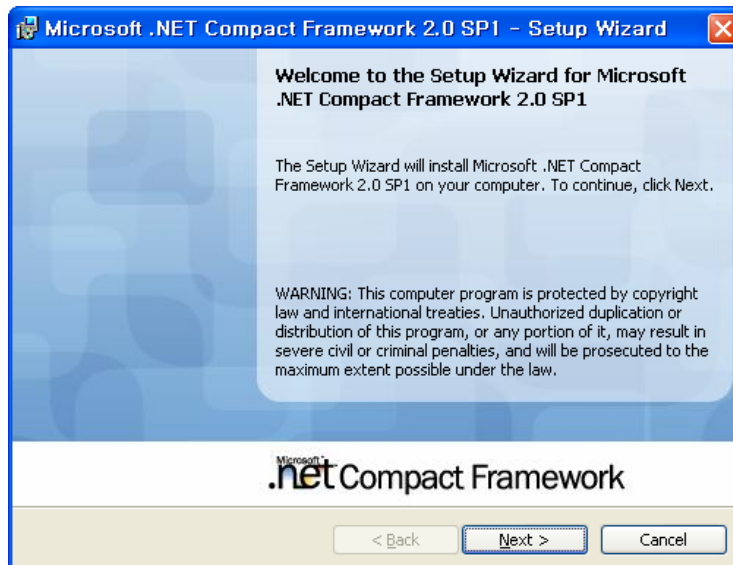 Microsoft .NET Compact Framework 2.0 SP1 - Setup Wizard
Welcome to the Setup Wizard for Microsoft
.NET Compact Framework 2.0 SP1
The Setup Wizard will install Microsoft .NET Compact
Framework 2.0 SP1 on your computer. To continue, click Next.
WARNING: This computer program is protected by copyright
law and international treaties. Unauthorized duplication or
distribution of this program, or any portion of it, may result in
severe civil or criminal penalties, and will be prosecuted to the
maximum extent possible under the law.
Microsoft
.net Compact Framework
< Back Next > Cancel